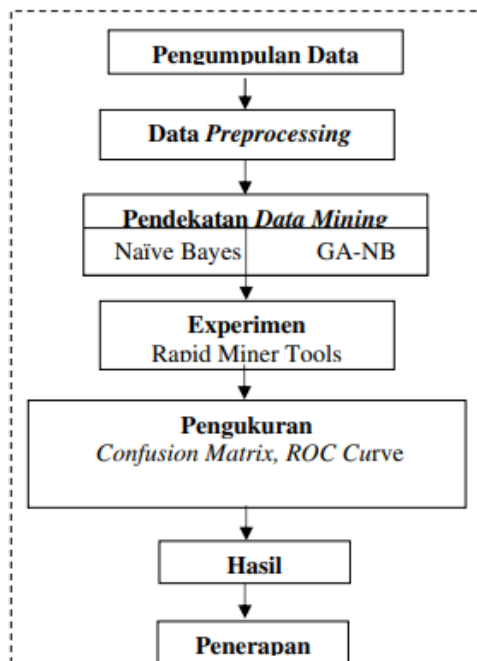 Pengumpulan Data
Data Preprocessing
Pendekatan Data Mining
Naïve Bayes GA-NB
Experimen
Rapid Miner Tools
Pengukuran
Confusion Matrix, ROC Curve
Hasil
Penerapan